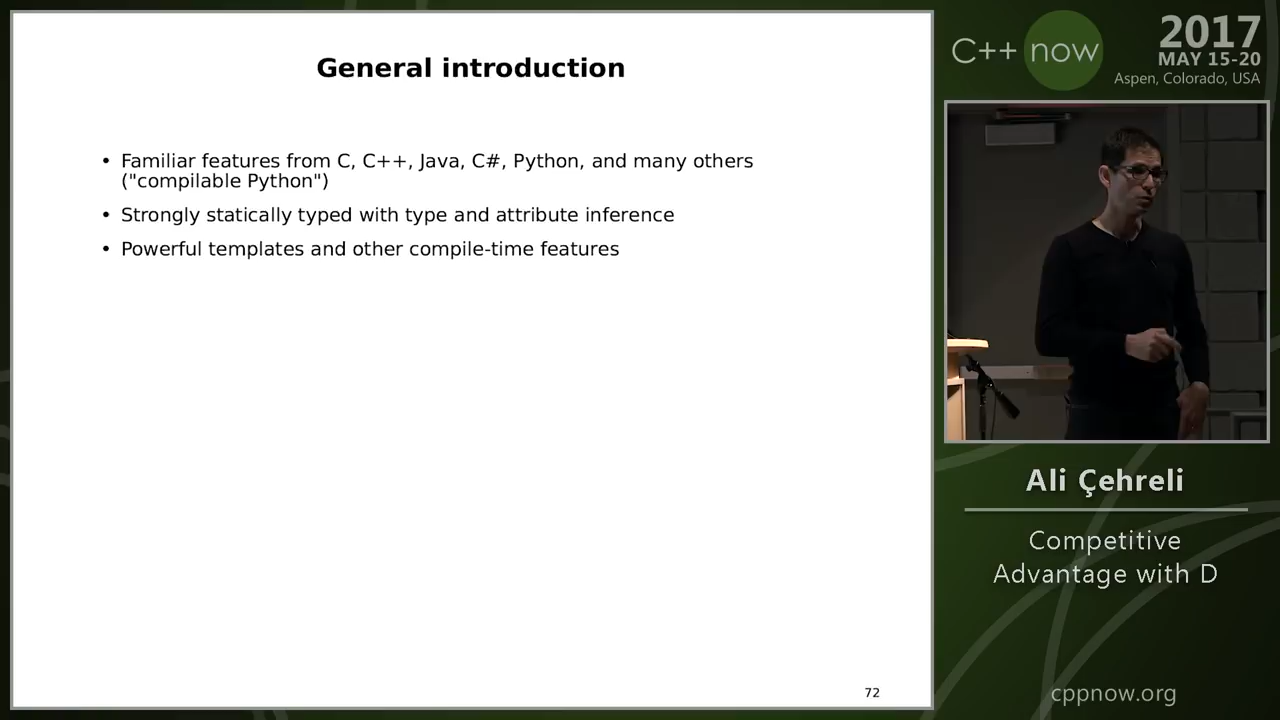 General introduction
• Familiar features from C, C++, Java, C#, Python, and many others
("compilable Python")
• Strongly statically typed with type and attribute inference
• Powerful templates and other compile-time features
72
C++ now
2017
MAY 15-20
Aspen, Colorado, USA
Ali Çehreli
Competitive
Advantage with D
cppnow.org